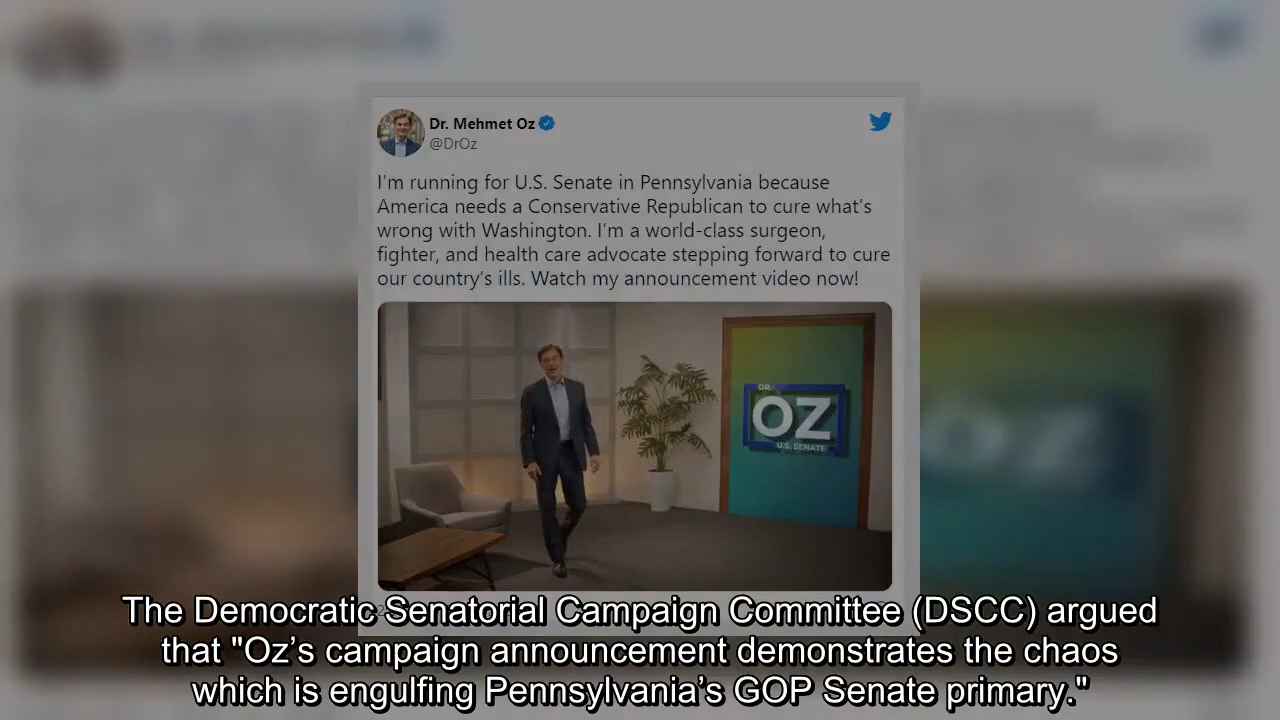 Dr. Mehmet Oz
@DrOz
I'm running for U.S. Senate in Pennsylvania because
America needs a Conservative Republican to cure what's
wrong with Washington. I'm a world-class surgeon,
fighter, and health care advocate stepping forward to cure
our country's ills. Watch my announcement video now!
DR.
OZ
U.S. SENATE
The Democratic Senatorial Campaign Committee (DSCC) argued
that "Oz’s campaign announcement demonstrates the chaos
which is engulfing Pennsylvania’s GOP Senate primary."